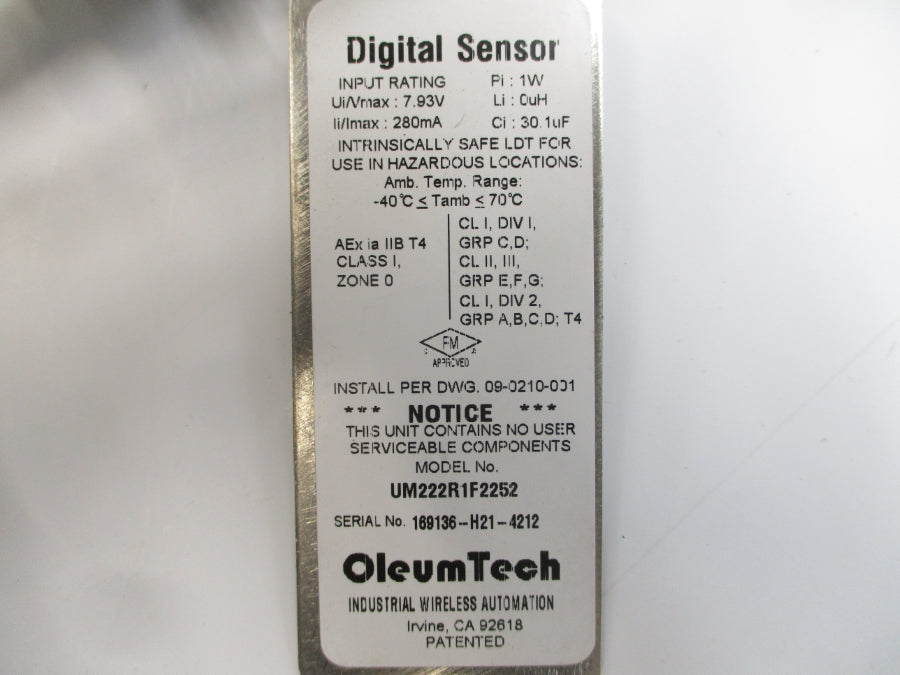 Digital Sensor
INPUT RATING Pi : 1W
Ui/Vmax : 7.93V Li : 0uH
Ii/Imax : 280mA Ci : 30.1uF
INTRINSICALLY SAFE LDT FOR
USE IN HAZARDOUS LOCATIONS:
Amb. Temp. Range:
-40°C ≤ Tamb ≤ 70°C
AEx ia IIB T4
CLASS I,
ZONE 0
CL I, DIV I,
GRP C,D;
CL II, III,
GRP E,F,G;
CL I, DIV 2,
GRP A,B,C,D; T4
FM
APPROVED
INSTALL PER DWG. 09-0210-001
*** NOTICE ***
THIS UNIT CONTAINS NO USER
SERVICEABLE COMPONENTS
MODEL No.
UM222R1F2252
SERIAL No. 169136-H21-4212
OleumTech
INDUSTRIAL WIRELESS AUTOMATION
Irvine, CA 92618
PATENTED